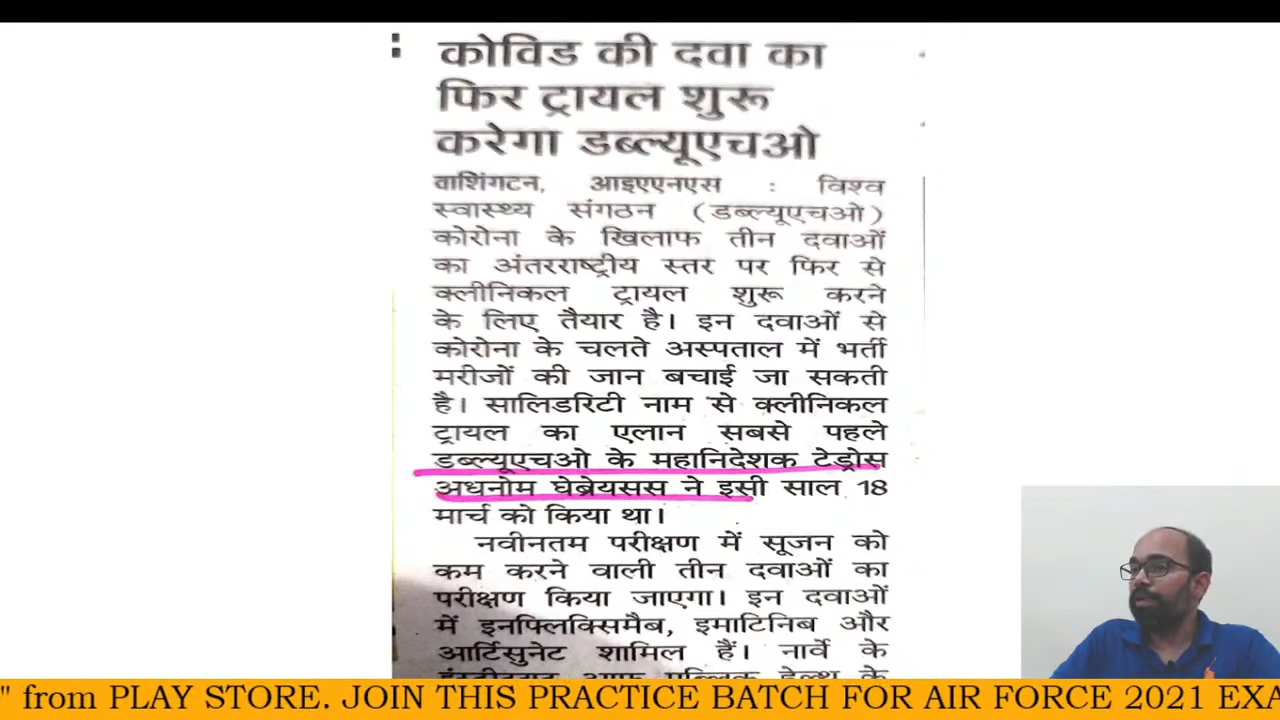 कोविड की दवा का
फिर ट्रायल शुरू
करेगा डब्ल्यूएचओ
वाशिंगटन, आइएएनएस : विश्व
स्वास्थ्य संगठन (डब्ल्यूएचओ)
कोरोना के खिलाफ तीन दवाओं
का अंतरराष्ट्रीय स्तर पर फिर से
क्लीनिकल ट्रायल शुरू करने
के लिए तैयार है। इन दवाओं से
कोरोना के चलते अस्पताल में भर्ती
मरीजों की जान बचाई जा सकती
है। सालिडरिटी नाम से क्लीनिकल
ट्रायल का एलान सबसे पहले
डब्ल्यूएचओ के महानिदेशक टेड्रोस
अधनोम घेब्रेयसस ने इसी साल 18
मार्च को किया था।
नवीनतम परीक्षण में सूजन को
कम करने वाली तीन दवाओं का
परीक्षण किया जाएगा। इन दवाओं
में इनफ्लिक्सिमैब, इमाटिनिब और
आर्टिसुनेट शामिल हैं। नार्वे के
" from PLAY STORE. JOIN THIS PRACTICE BATCH FOR AIR FORCE 2021 EXA